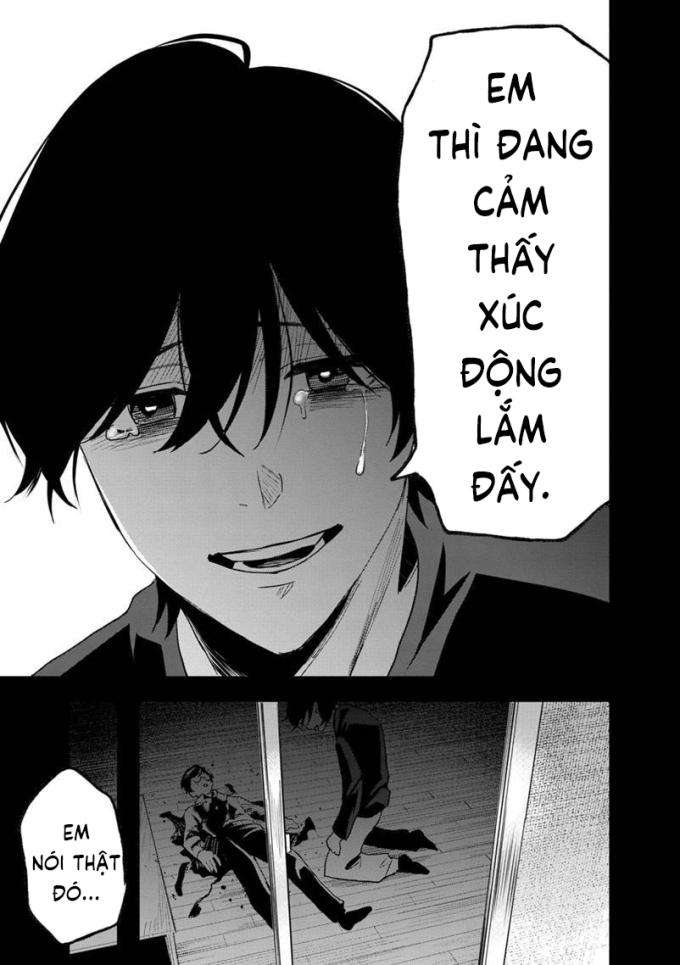 EM
THÌ ĐANG
CẢM
THẤY
XÚC
ĐỘNG
LẮM
ĐẤY.
EM
NÓI THẬT
ĐÓ...